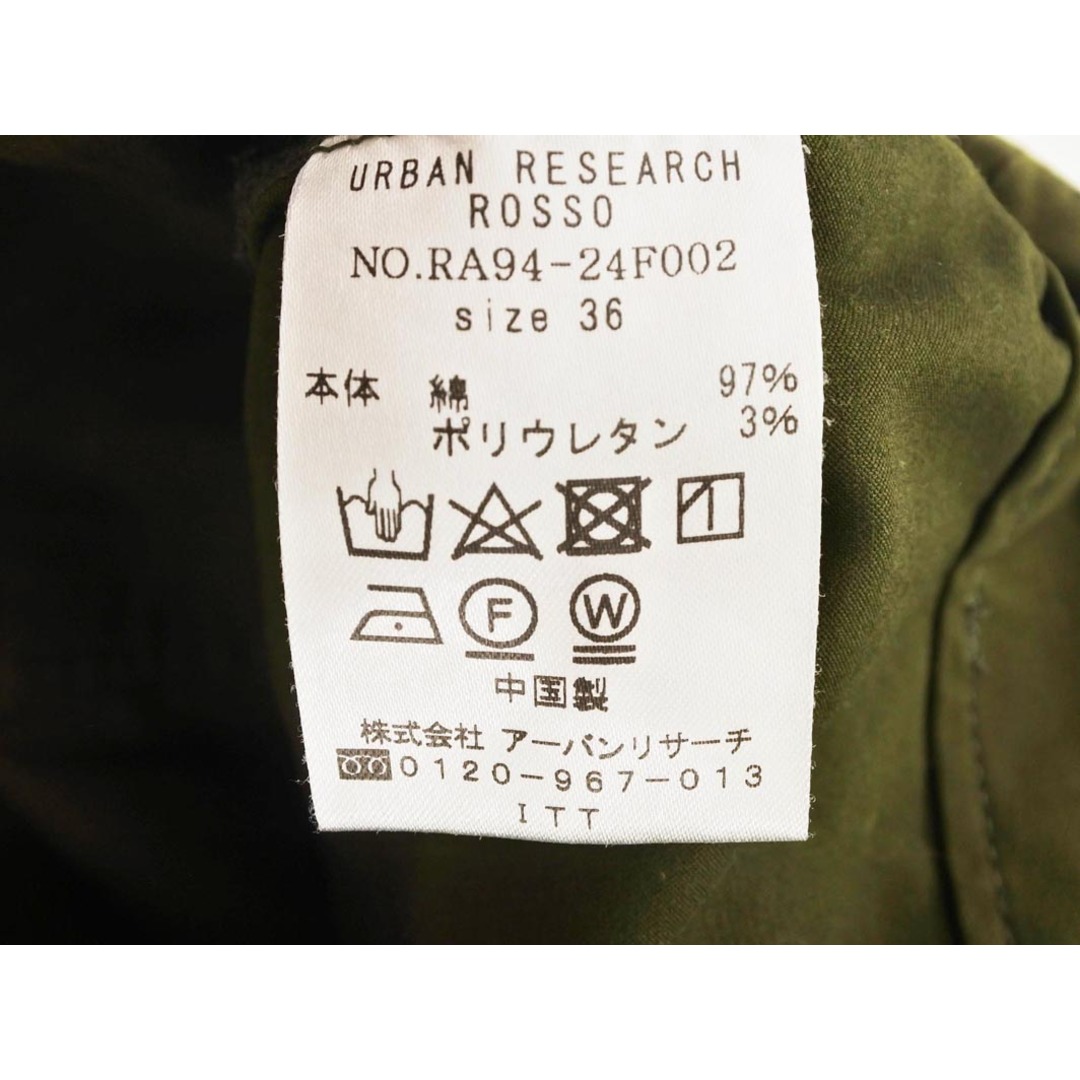 URBAN RESEARCH
ROSSO
NO.RA94-24F002
size 36
本体 綿 97%
ポリウレタン 3%
F W
中国製
株式会社 アーバンリサーチ
0120-967-013
ITT